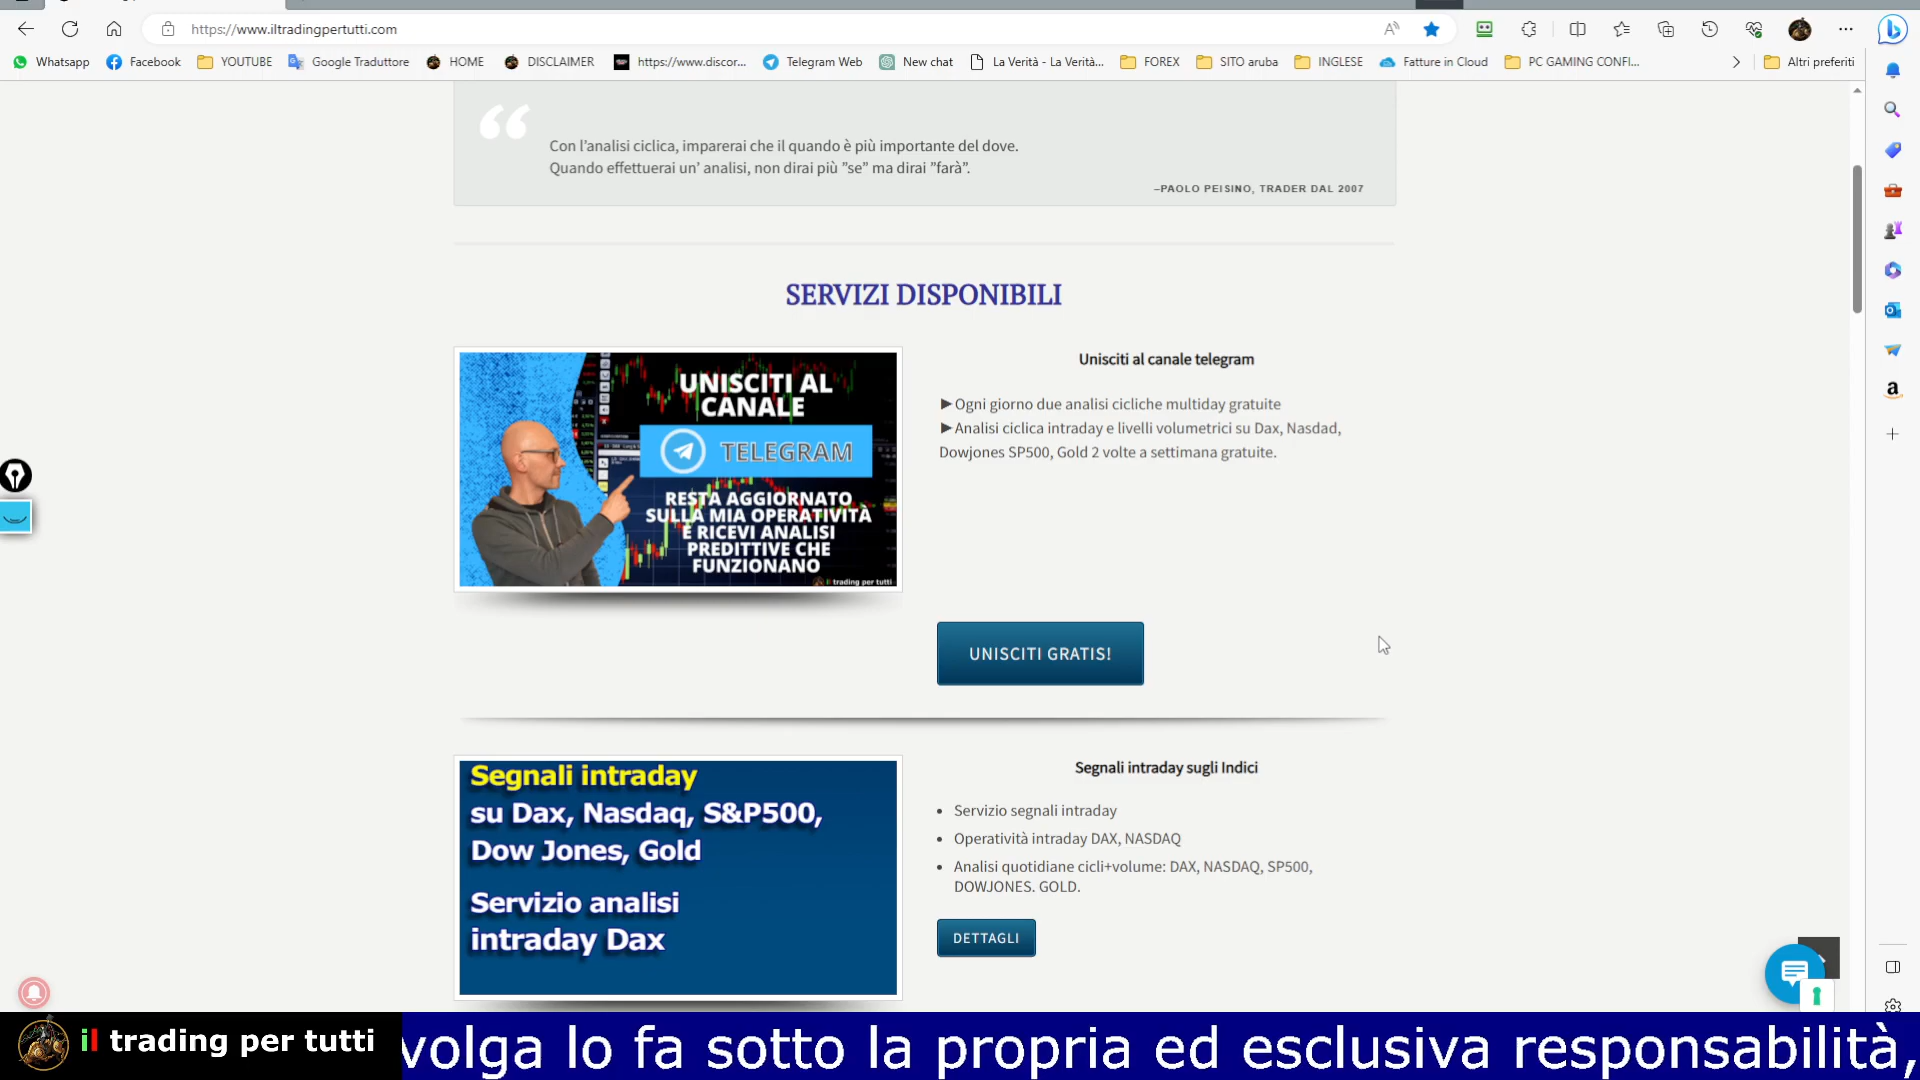 https://www.iltradingpertutti.com
Whatsapp
Facebook
YOUTUBE
Google Traduttore
HOME
DISCLAIMER
https://www.discor...
Telegram Web
New chat
La Verità - La Verità...
FOREX
SITO aruba
INGLESE
Fatture in Cloud
PC GAMING CONFI...
Altri preferiti
Con l’analisi ciclica, imparerai che il quando è più importante del dove.
Quando effettuerai un’ analisi, non dirai più ”se” ma dirai ”farà”.
–PAOLO PEISINO, TRADER DAL 2007
SERVIZI DISPONIBILI
UNISCITI AL
CANALE
TELEGRAM
RESTA AGGIORNATO
SULLA MIA OPERATIVITÀ
E RICEVI ANALISI
PREDITTIVE CHE
FUNZIONANO
il trading per tutti
Unisciti al canale telegram
►Ogni giorno due analisi cicliche multiday gratuite
►Analisi ciclica intraday e livelli volumetrici su Dax, Nasdad,
Dowjones SP500, Gold 2 volte a settimana gratuite.
UNISCITI GRATIS!
Segnali intraday
su Dax, Nasdaq, S&P500,
Dow Jones, Gold
Servizio analisi
intraday Dax
Segnali intraday sugli Indici
• Servizio segnali intraday
• Operatività intraday DAX, NASDAQ
• Analisi quotidiane cicli+volume: DAX, NASDAQ, SP500,
DOWJONES. GOLD.
DETTAGLI
il trading per tutti
volga lo fa sotto la propria ed esclusiva responsabilità,